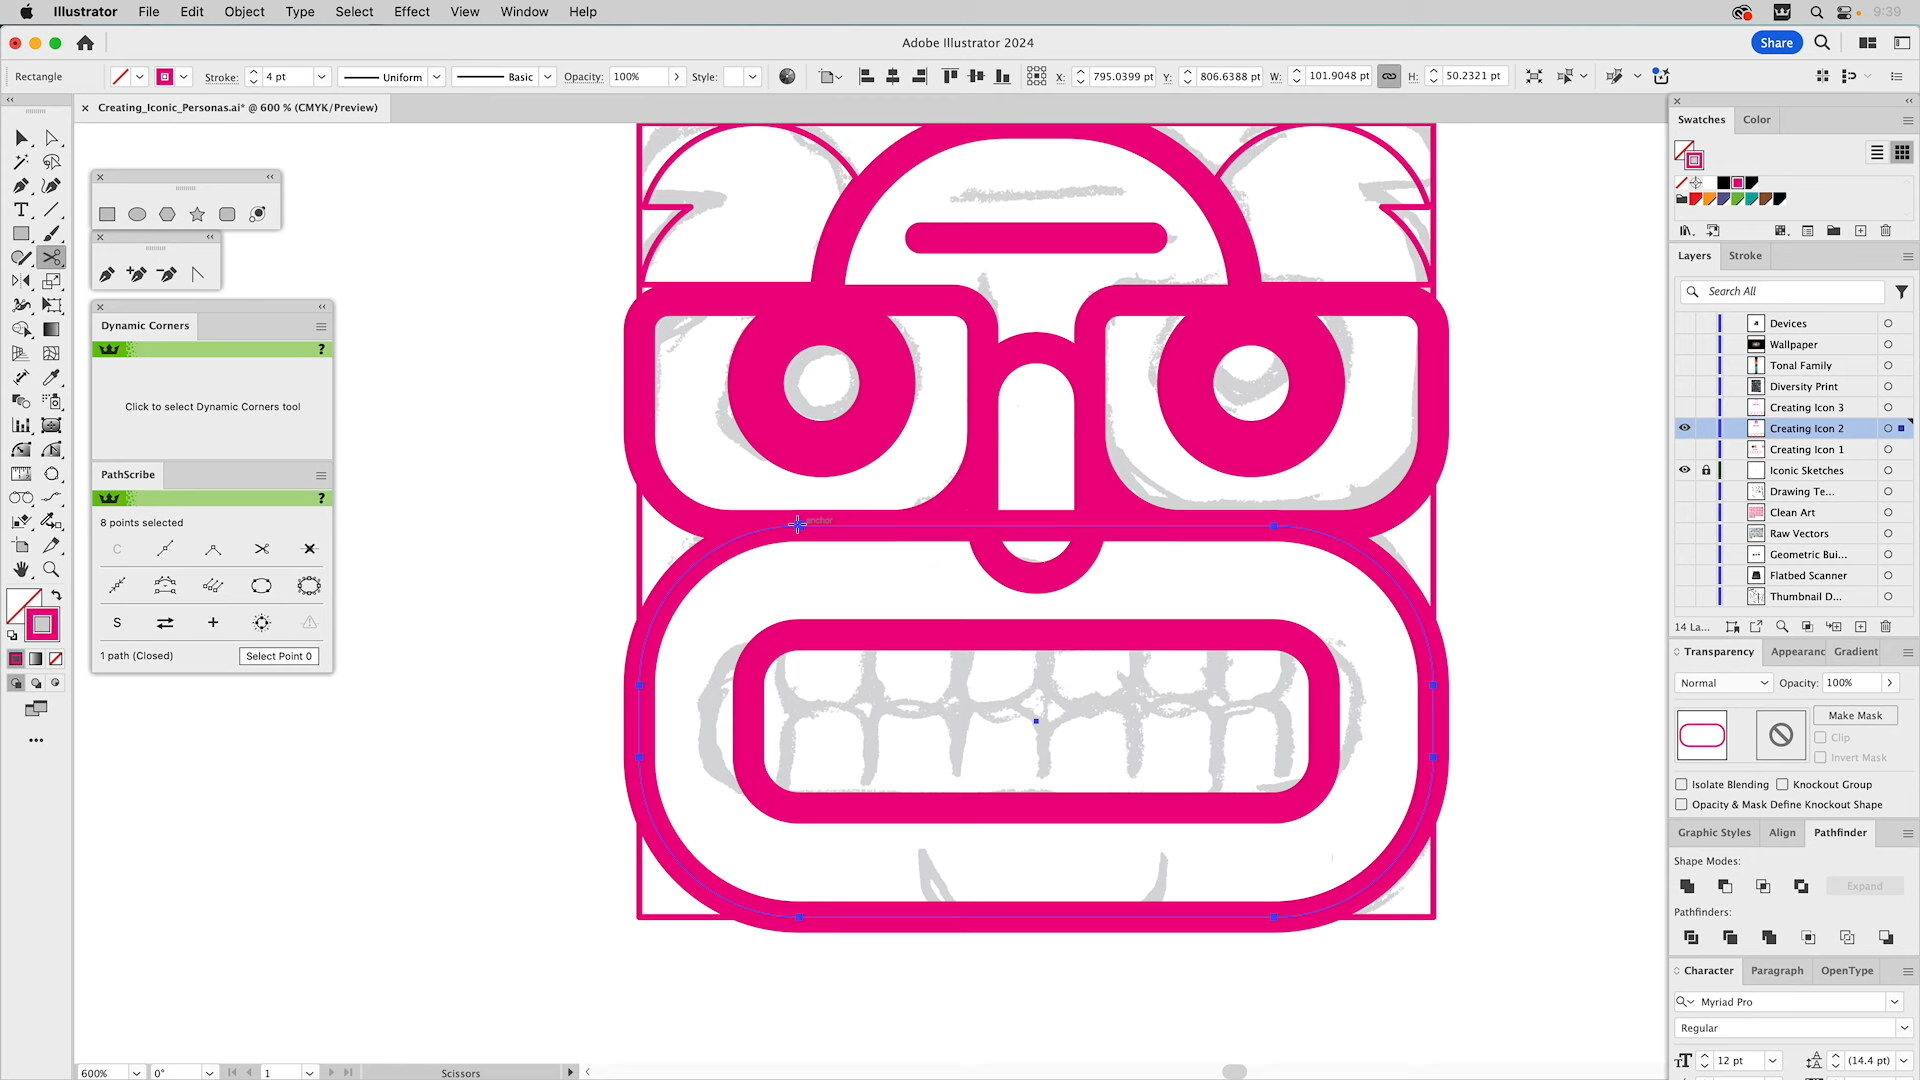 Illustrator File Edit Object Type Select Effect View Window Help 9:39
Adobe Illustrator 2024 Share
Rectangle Stroke: 4 pt Uniform Basic Opacity: 100% Style: X: 795.0399 pt Y: 806.6388 pt W: 101.9048 pt H: 50.2321 pt
× Creating_Iconic_Personas.ai* @ 600 % (CMYK/Preview)
Swatches Color
Dynamic Corners
?
Click to select Dynamic Corners tool
PathScribe
?
8 points selected
S
1 path (Closed) Select Point 0
anchor
Layers Stroke
Search All
Devices
Wallpaper
Tonal Family
Diversity Print
Creating Icon 3
Creating Icon 2
Creating Icon 1
Iconic Sketches
Drawing Te...
Clean Art
Raw Vectors
Geometric Bui...
Flatbed Scanner
Thumbnail D...
14 La...
Transparency Appearanc Gradient
Normal Opacity: 100%
Make Mask
Clip
Invert Mask
Isolate Blending Knockout Group
Opacity & Mask Define Knockout Shape
Graphic Styles Align Pathfinder
Shape Modes:
Expand
Pathfinders:
Character Paragraph OpenType
Myriad Pro
Regular
12 pt (14.4 pt)
600% 0° 1 Scissors